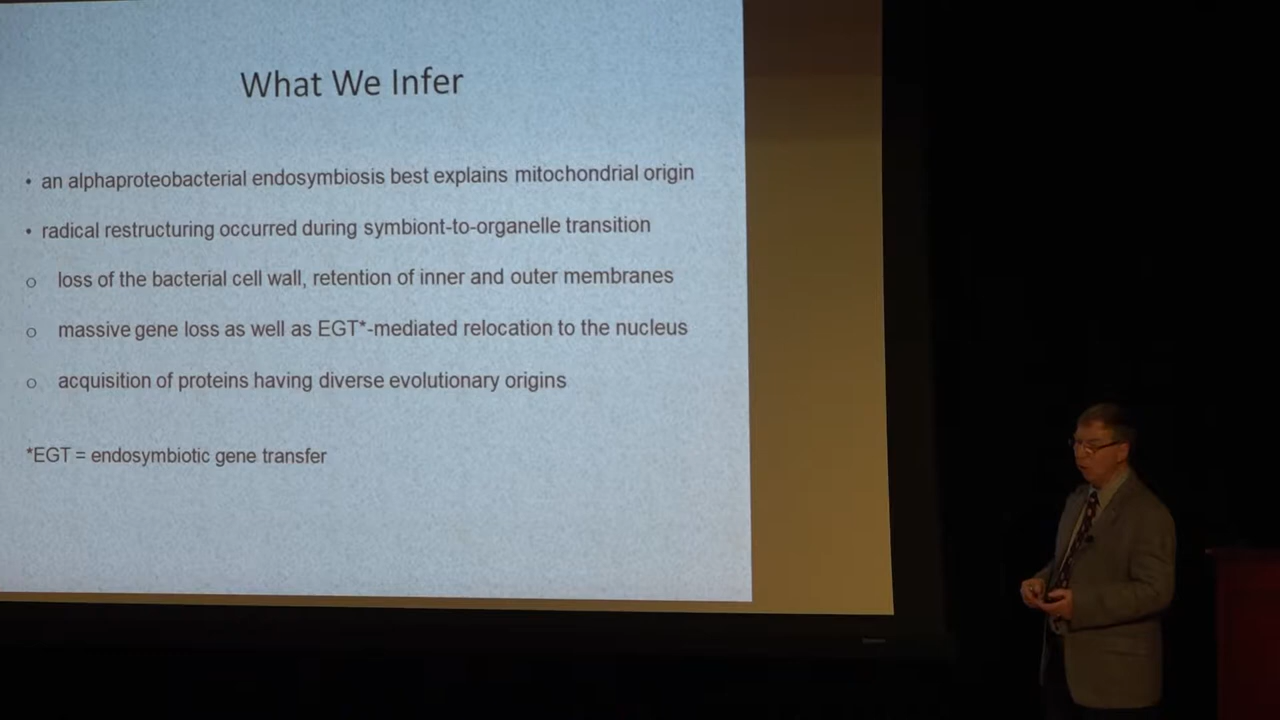 What We Infer
• an alphaproteobacterial endosymbiosis best explains mitochondrial origin
• radical restructuring occurred during symbiont-to-organelle transition
o loss of the bacterial cell wall, retention of inner and outer membranes
o massive gene loss as well as EGT*-mediated relocation to the nucleus
o acquisition of proteins having diverse evolutionary origins
*EGT = endosymbiotic gene transfer